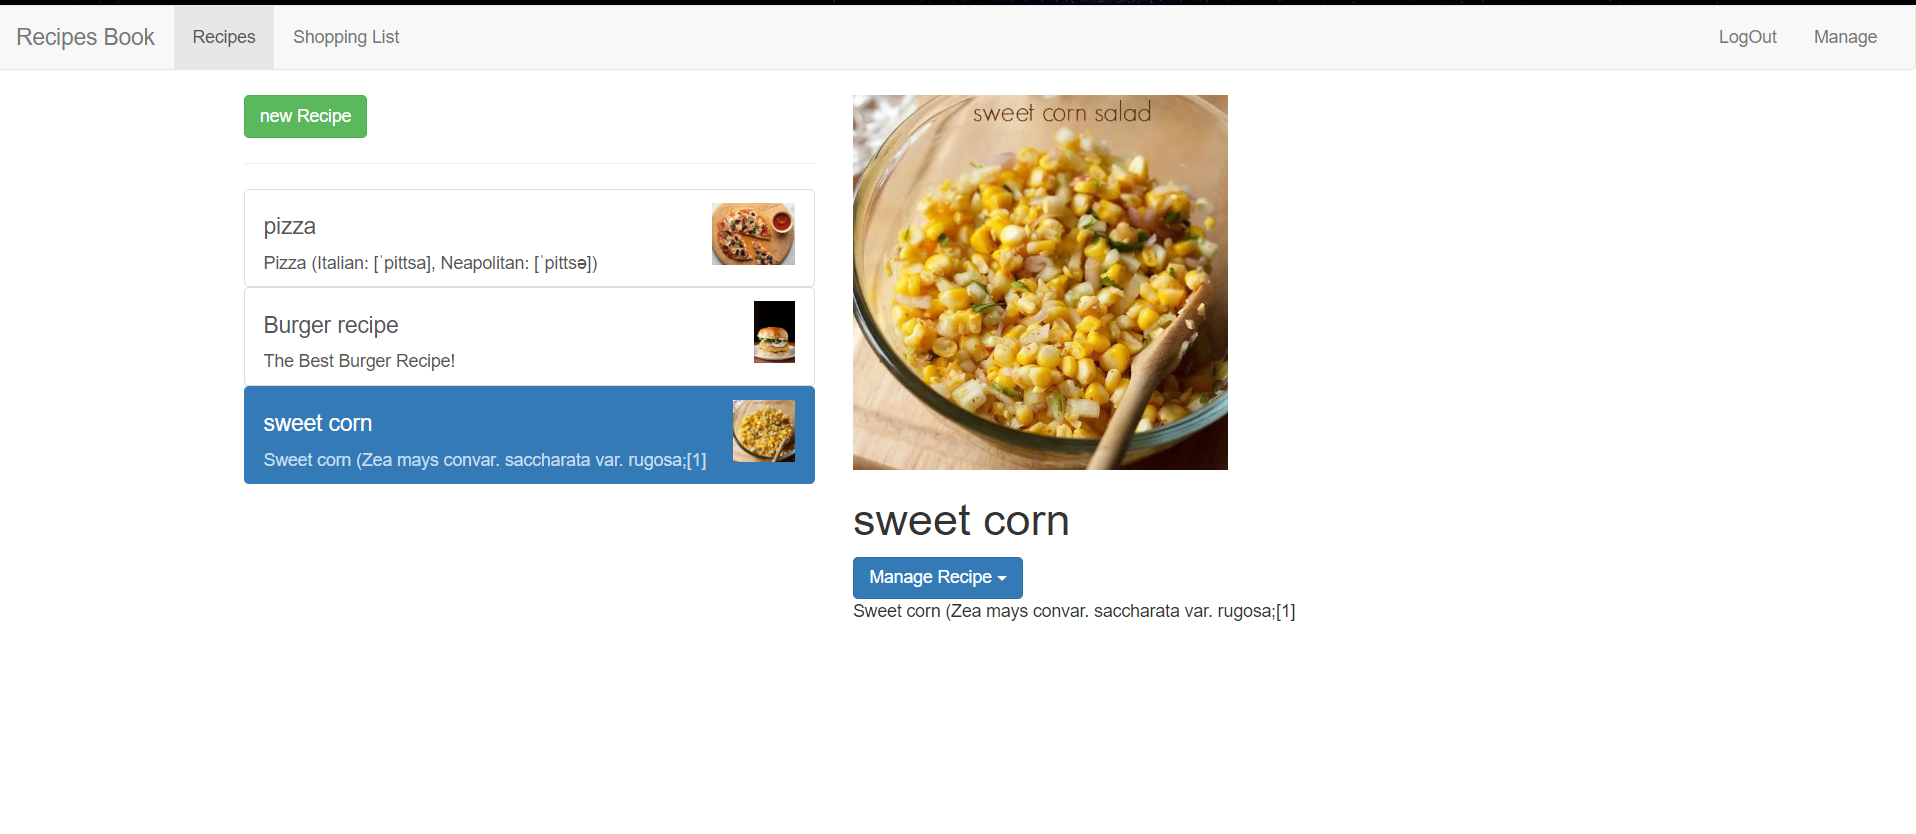 Recipes Book
Recipes
Shopping List
LogOut
Manage
new Recipe
pizza
Pizza (Italian: [ˈpittsa], Neapolitan: [ˈpittsə])
Burger recipe
The Best Burger Recipe!
sweet corn
Sweet corn (Zea mays convar. saccharata var. rugosa;[1]
sweet corn salad
sweet corn
Manage Recipe
Sweet corn (Zea mays convar. saccharata var. rugosa;[1]